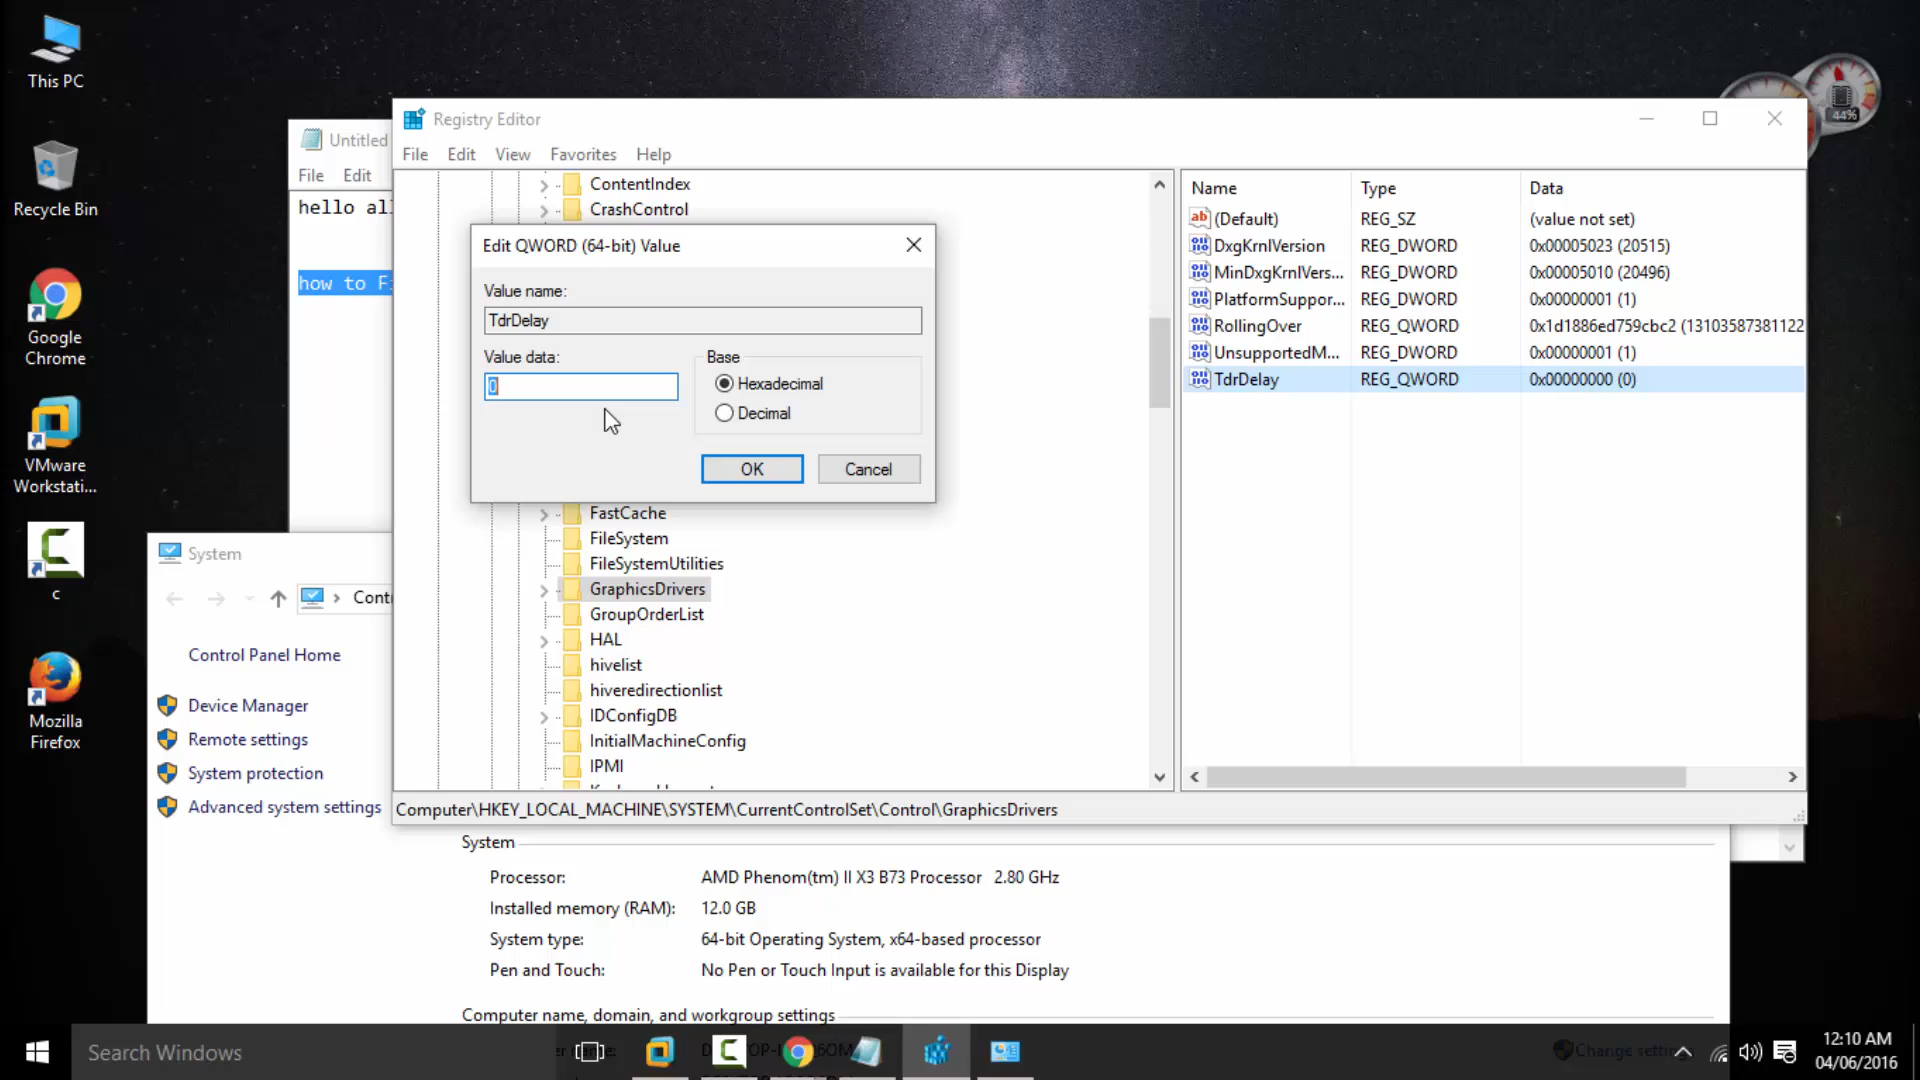 This PC
Recycle Bin
Google
Chrome
VMware
Workstati...
c
Mozilla
Firefox
44%
Untitled
File Edit
hello all
how to F
Registry Editor
File Edit View Favorites Help
ContentIndex
CrashControl
Edit QWORD (64-bit) Value
Value name:
TdrDelay
Value data:
0
Base
Hexadecimal
Decimal
OK
Cancel
FastCache
FileSystem
FileSystemUtilities
GraphicsDrivers
GroupOrderList
HAL
hivelist
hiveredirectionlist
IDConfigDB
InitialMachineConfig
IPMI
Name Type Data
(Default) REG_SZ (value not set)
DxgKrnlVersion REG_DWORD 0x00005023 (20515)
MinDxgKrnlVers... REG_DWORD 0x00005010 (20496)
PlatformSuppor... REG_DWORD 0x00000001 (1)
RollingOver REG_QWORD 0x1d1886ed759cbc2 (13103587381122
UnsupportedM... REG_DWORD 0x00000001 (1)
TdrDelay REG_QWORD 0x00000000 (0)
Computer\HKEY_LOCAL_MACHINE\SYSTEM\CurrentControlSet\Control\GraphicsDrivers
System
Cont
Control Panel Home
Device Manager
Remote settings
System protection
Advanced system settings
System
Processor: AMD Phenom(tm) II X3 B73 Processor 2.80 GHz
Installed memory (RAM): 12.0 GB
System type: 64-bit Operating System, x64-based processor
Pen and Touch: No Pen or Touch Input is available for this Display
Computer name, domain, and workgroup settings
Search Windows
Change settin
12:10 AM
04/06/2016